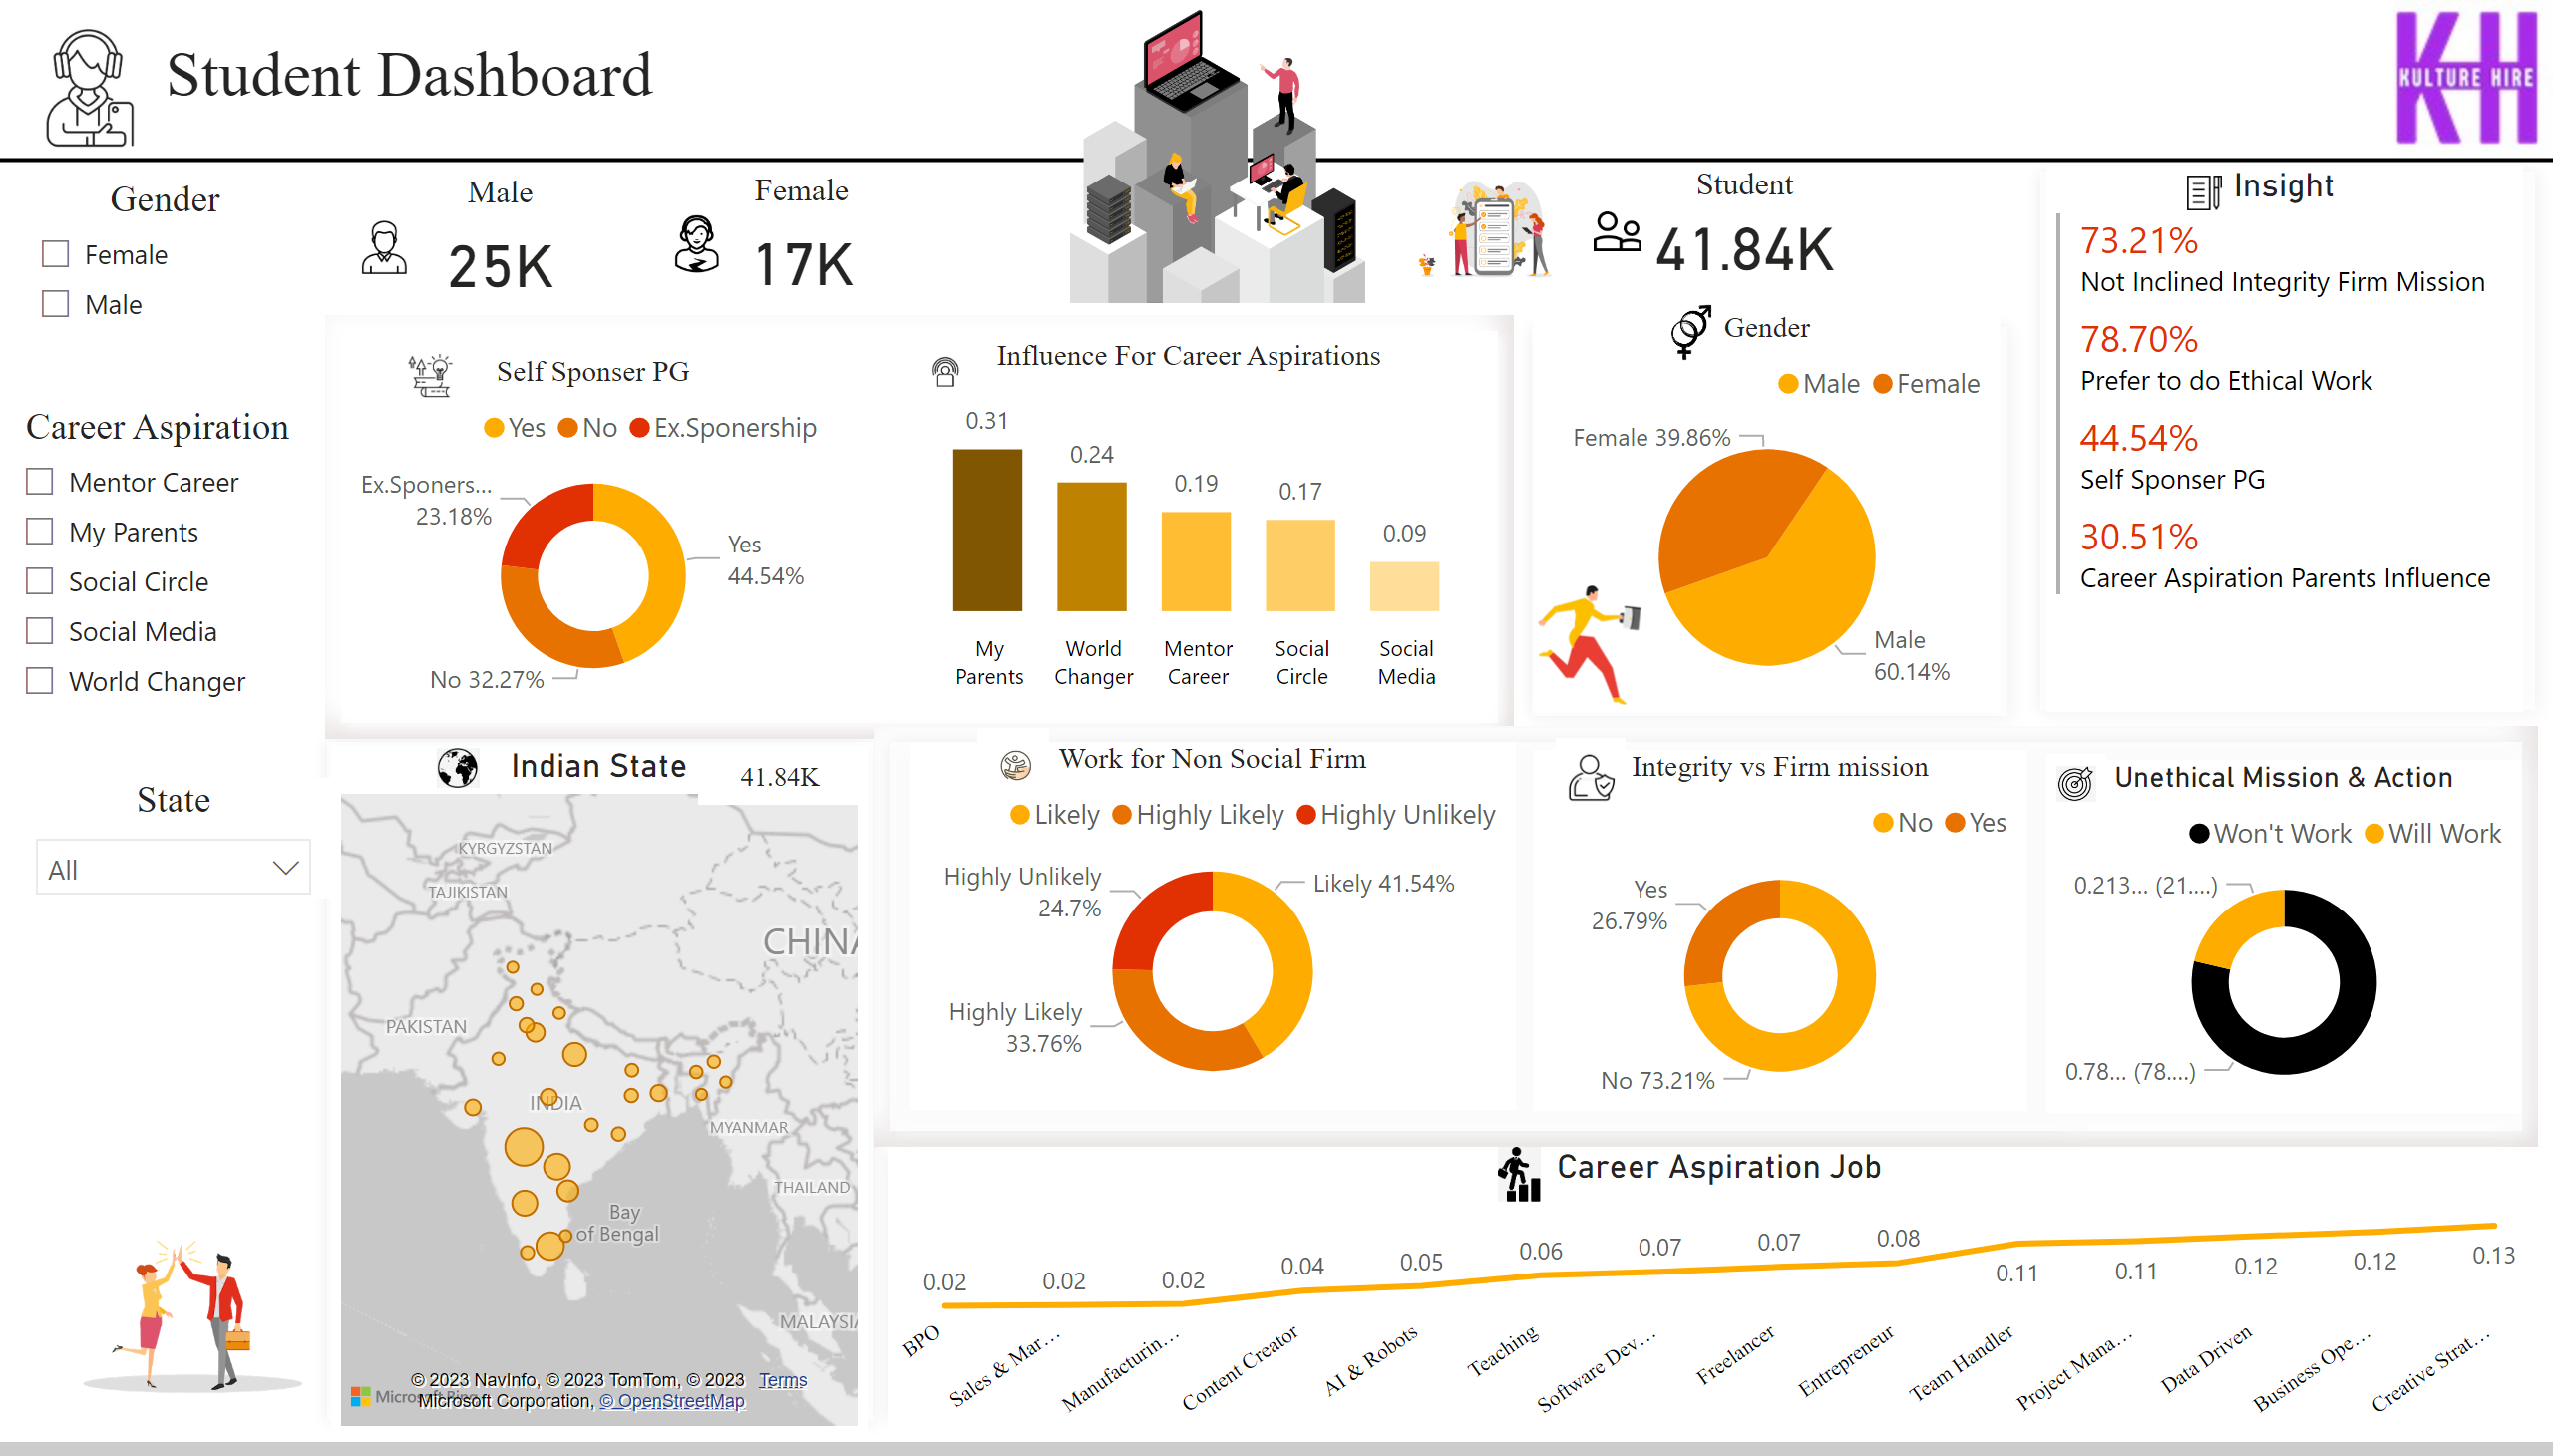 Student Dashboard
KULTURE HIRE
Gender
Female
Male
Male
25K
Female
17K
Student
41.84K
Insight
73.21%
Not Inclined Integrity Firm Mission
78.70%
Prefer to do Ethical Work
44.54%
Self Sponser PG
30.51%
Career Aspiration Parents Influence
Career Aspiration
Mentor Career
My Parents
Social Circle
Social Media
World Changer
Self Sponser PG
Yes No Ex.Sponership
Ex.Sponers...
23.18%
Yes
44.54%
No 32.27%
Influence For Career Aspirations
0.31
0.24
0.19
0.17
0.09
My Parents
World Changer
Mentor Career
Social Circle
Social Media
Gender
Male Female
Female 39.86%
Male
60.14%
State
All
Indian State
41.84K
KYRGYZSTAN
TAJIKISTAN
CHINA
PAKISTAN
INDIA
MYANMAR
THAILAND
Bay
of Bengal
MALAYSIA
© 2023 NavInfo, © 2023 TomTom, © 2023 Terms
Microsoft Bing
Microsoft Corporation, © OpenStreetMap
Work for Non Social Firm
Likely Highly Likely Highly Unlikely
Highly Unlikely
24.7%
Likely 41.54%
Highly Likely
33.76%
Integrity vs Firm mission
No Yes
Yes
26.79%
No 73.21%
Unethical Mission & Action
Won't Work Will Work
0.213... (21....)
0.78... (78....)
Career Aspiration Job
0.02
0.02
0.02
0.04
0.05
0.06
0.07
0.07
0.08
0.11
0.11
0.12
0.12
0.13
BPO
Sales & Mar...
Manufacturin...
Content Creator
AI & Robots
Teaching
Software Dev...
Freelancer
Entrepreneur
Team Handler
Project Mana...
Data Driven
Business Ope...
Creative Strat...